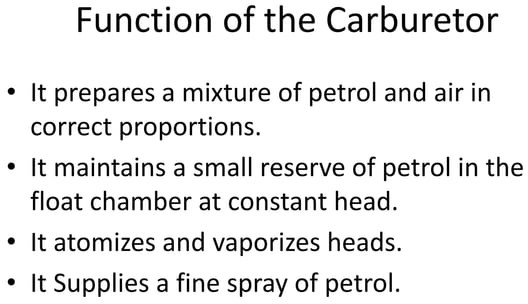 Function of the Carburetor
• It prepares a mixture of petrol and air in
correct proportions.
• It maintains a small reserve of petrol in the
float chamber at constant head.
• It atomizes and vaporizes heads.
• It Supplies a fine spray of petrol.